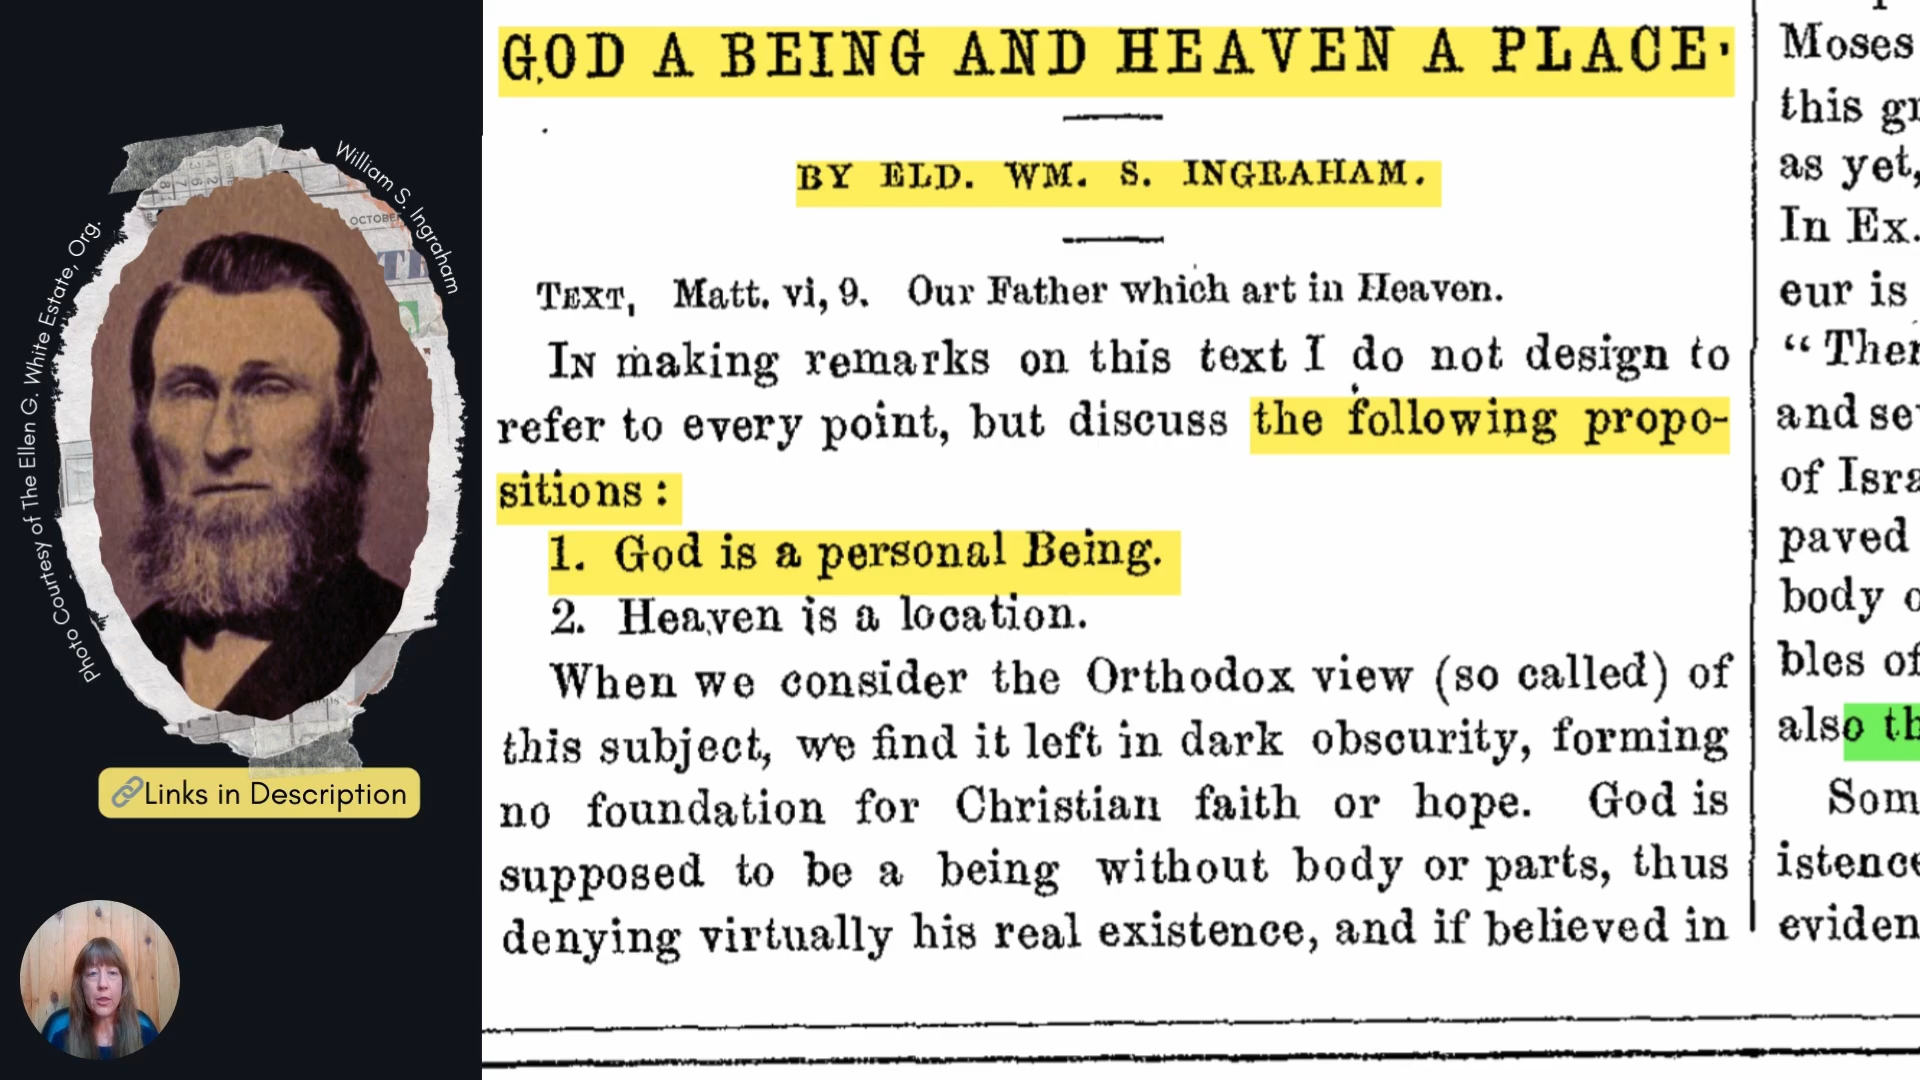 Photo Courtesy of The Ellen G. White Estate, Org.
William S. Ingraham
OCTOBER
🔗Links in Description
GOD A BEING AND HEAVEN A PLACE.
BY ELD. WM. S. INGRAHAM.
TEXT, Matt. vi, 9. Our Father which art in Heaven.
IN making remarks on this text I do not design to
refer to every point, but discuss the following propo-
sitions :
1. God is a personal Being.
2. Heaven is a location.
When we consider the Orthodox view (so called) of
this subject, we find it left in dark obscurity, forming
no foundation for Christian faith or hope. God is
supposed to be a being without body or parts, thus
denying virtually his real existence, and if believed in
Moses
this gr
as yet,
In Ex.
eur is
“ Ther
and se
of Isra
paved
body o
bles of
also th
Som
istence
eviden